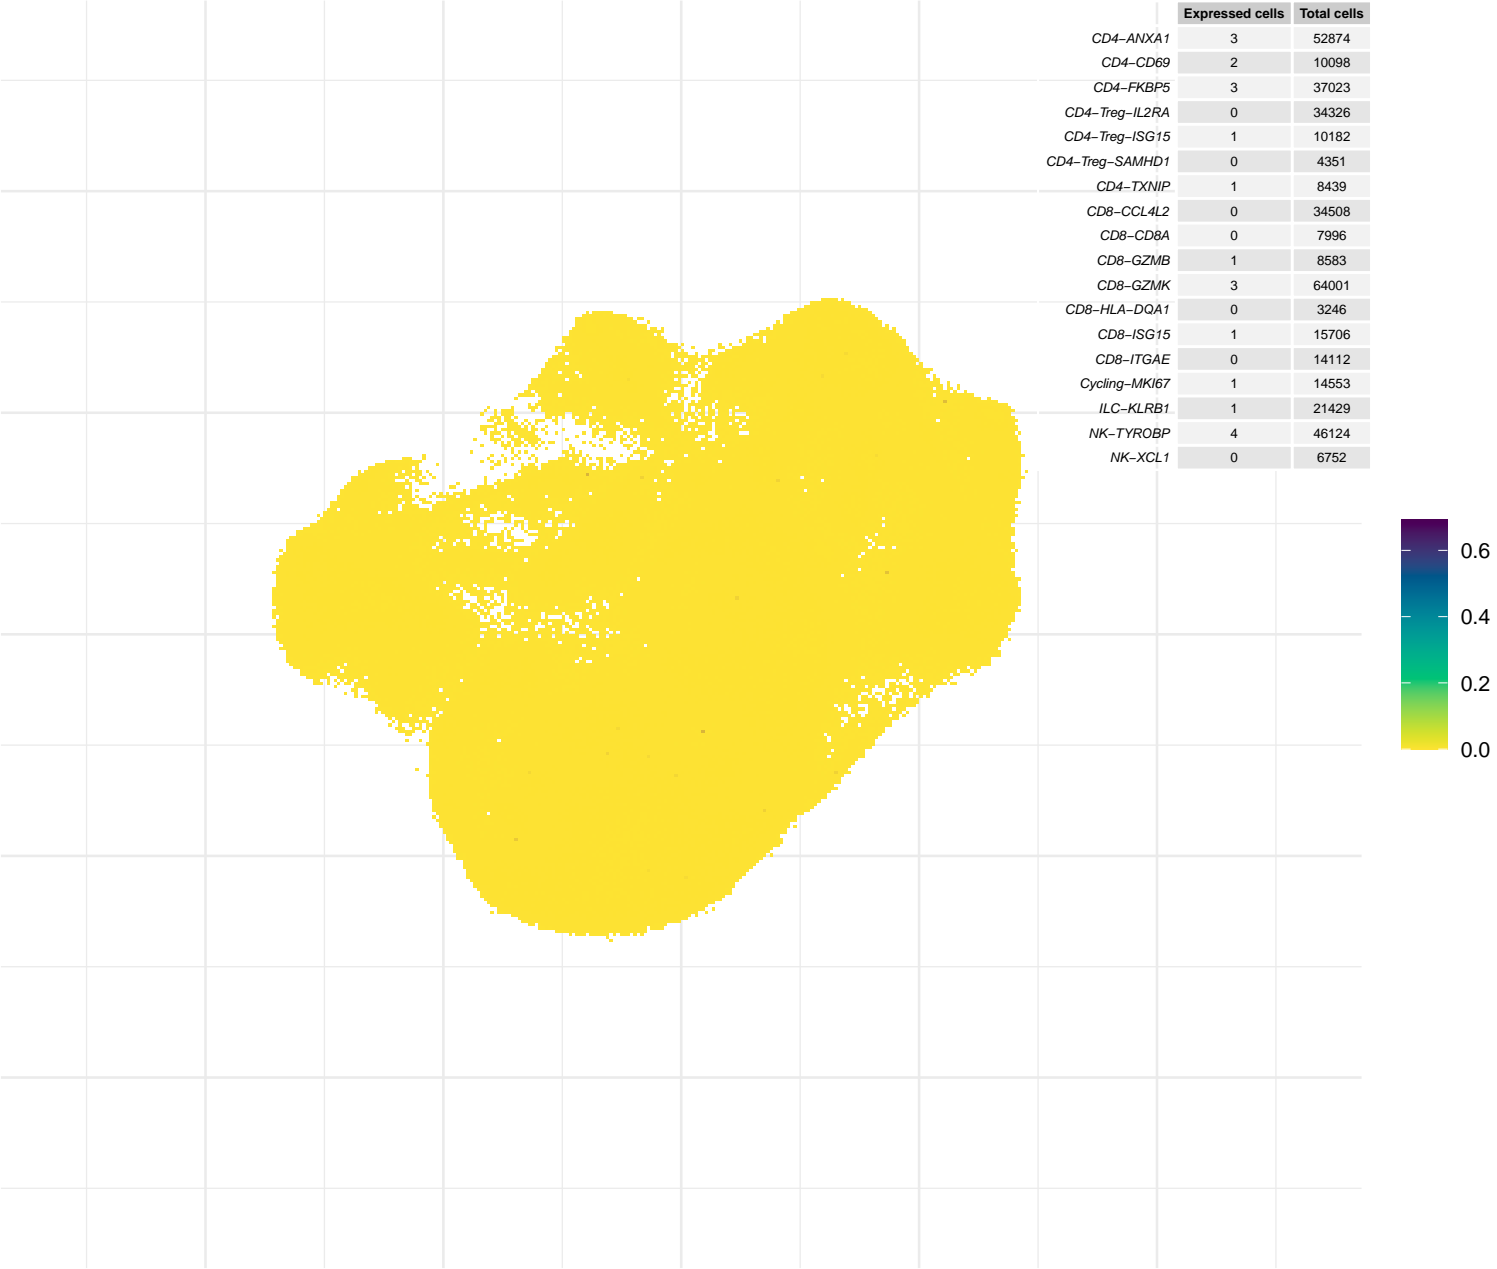 Expressed cells Total cells
CD4−ANXA1 3 52874
CD4−CD69 2 10098
CD4−FKBP5 3 37023
CD4−Treg−IL2RA 0 34326
CD4−Treg−ISG15 1 10182
CD4−Treg−SAMHD1 0 4351
CD4−TXNIP 1 8439
CD8−CCL4L2 0 34508
CD8−CD8A 0 7996
CD8−GZMB 1 8583
CD8−GZMK 3 64001
CD8−HLA−DQA1 0 3246
CD8−ISG15 1 15706
CD8−ITGAE 0 14112
Cycling−MKI67 1 14553
ILC−KLRB1 1 21429
NK−TYROBP 4 46124
NK−XCL1 0 6752
0.6
0.4
0.2
0.0